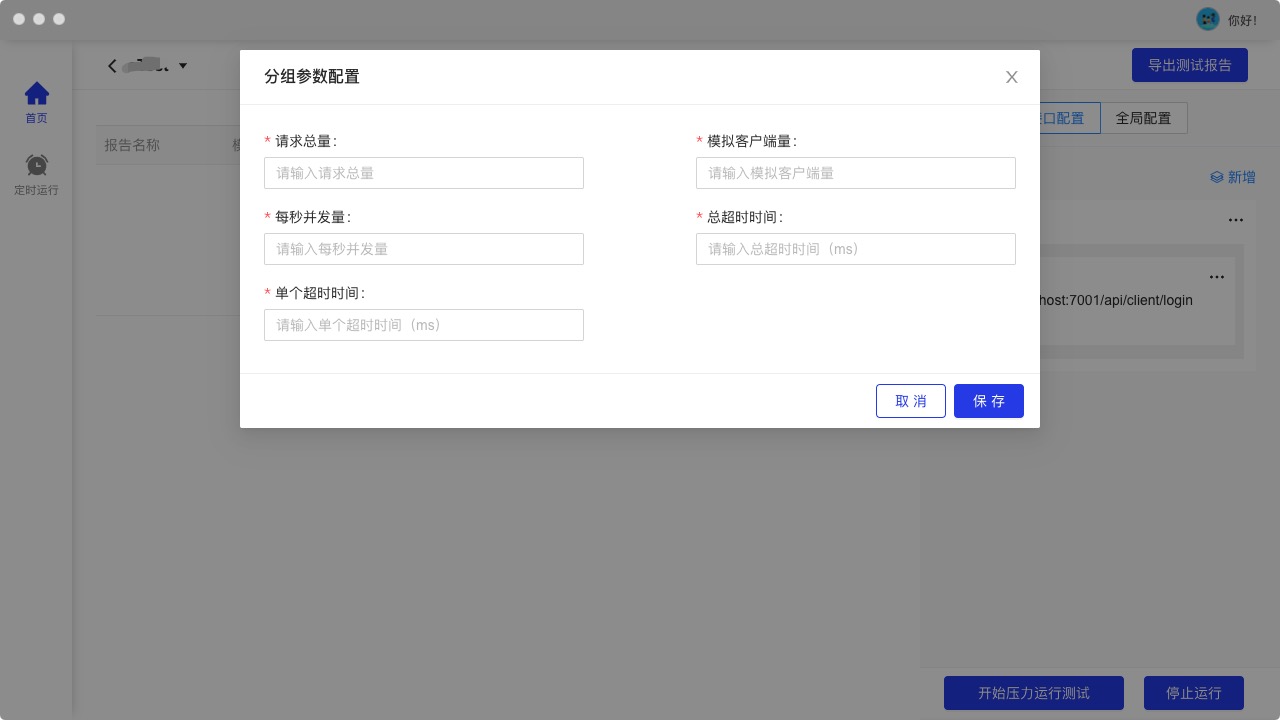 你好!
导出测试报告
首页
定时运行
报告名称
口配置
全局配置
新增
host:7001/api/client/login
分组参数配置
* 请求总量:
请输入请求总量
* 模拟客户端量:
请输入模拟客户端量
* 每秒并发量:
请输入每秒并发量
* 总超时时间:
请输入总超时时间（ms）
* 单个超时时间:
请输入单个超时时间（ms）
取 消
保 存
开始压力运行测试
停止运行